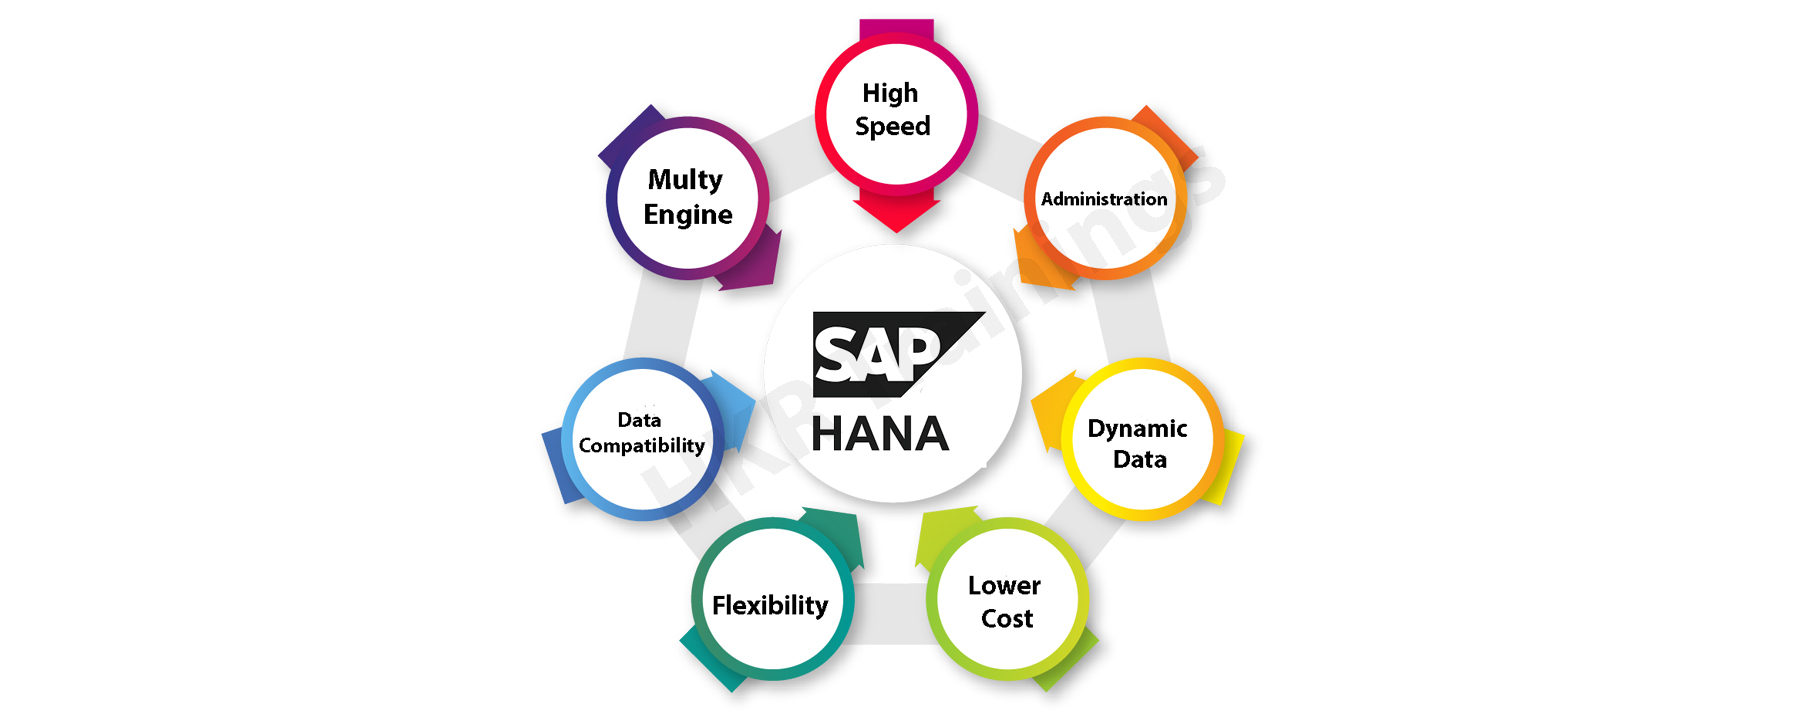 High
Speed
Administration
Dynamic
Data
Lower
Cost
Flexibility
Data
Compatibility
Multy
Engine
SAP
HANA
HKR Trainings